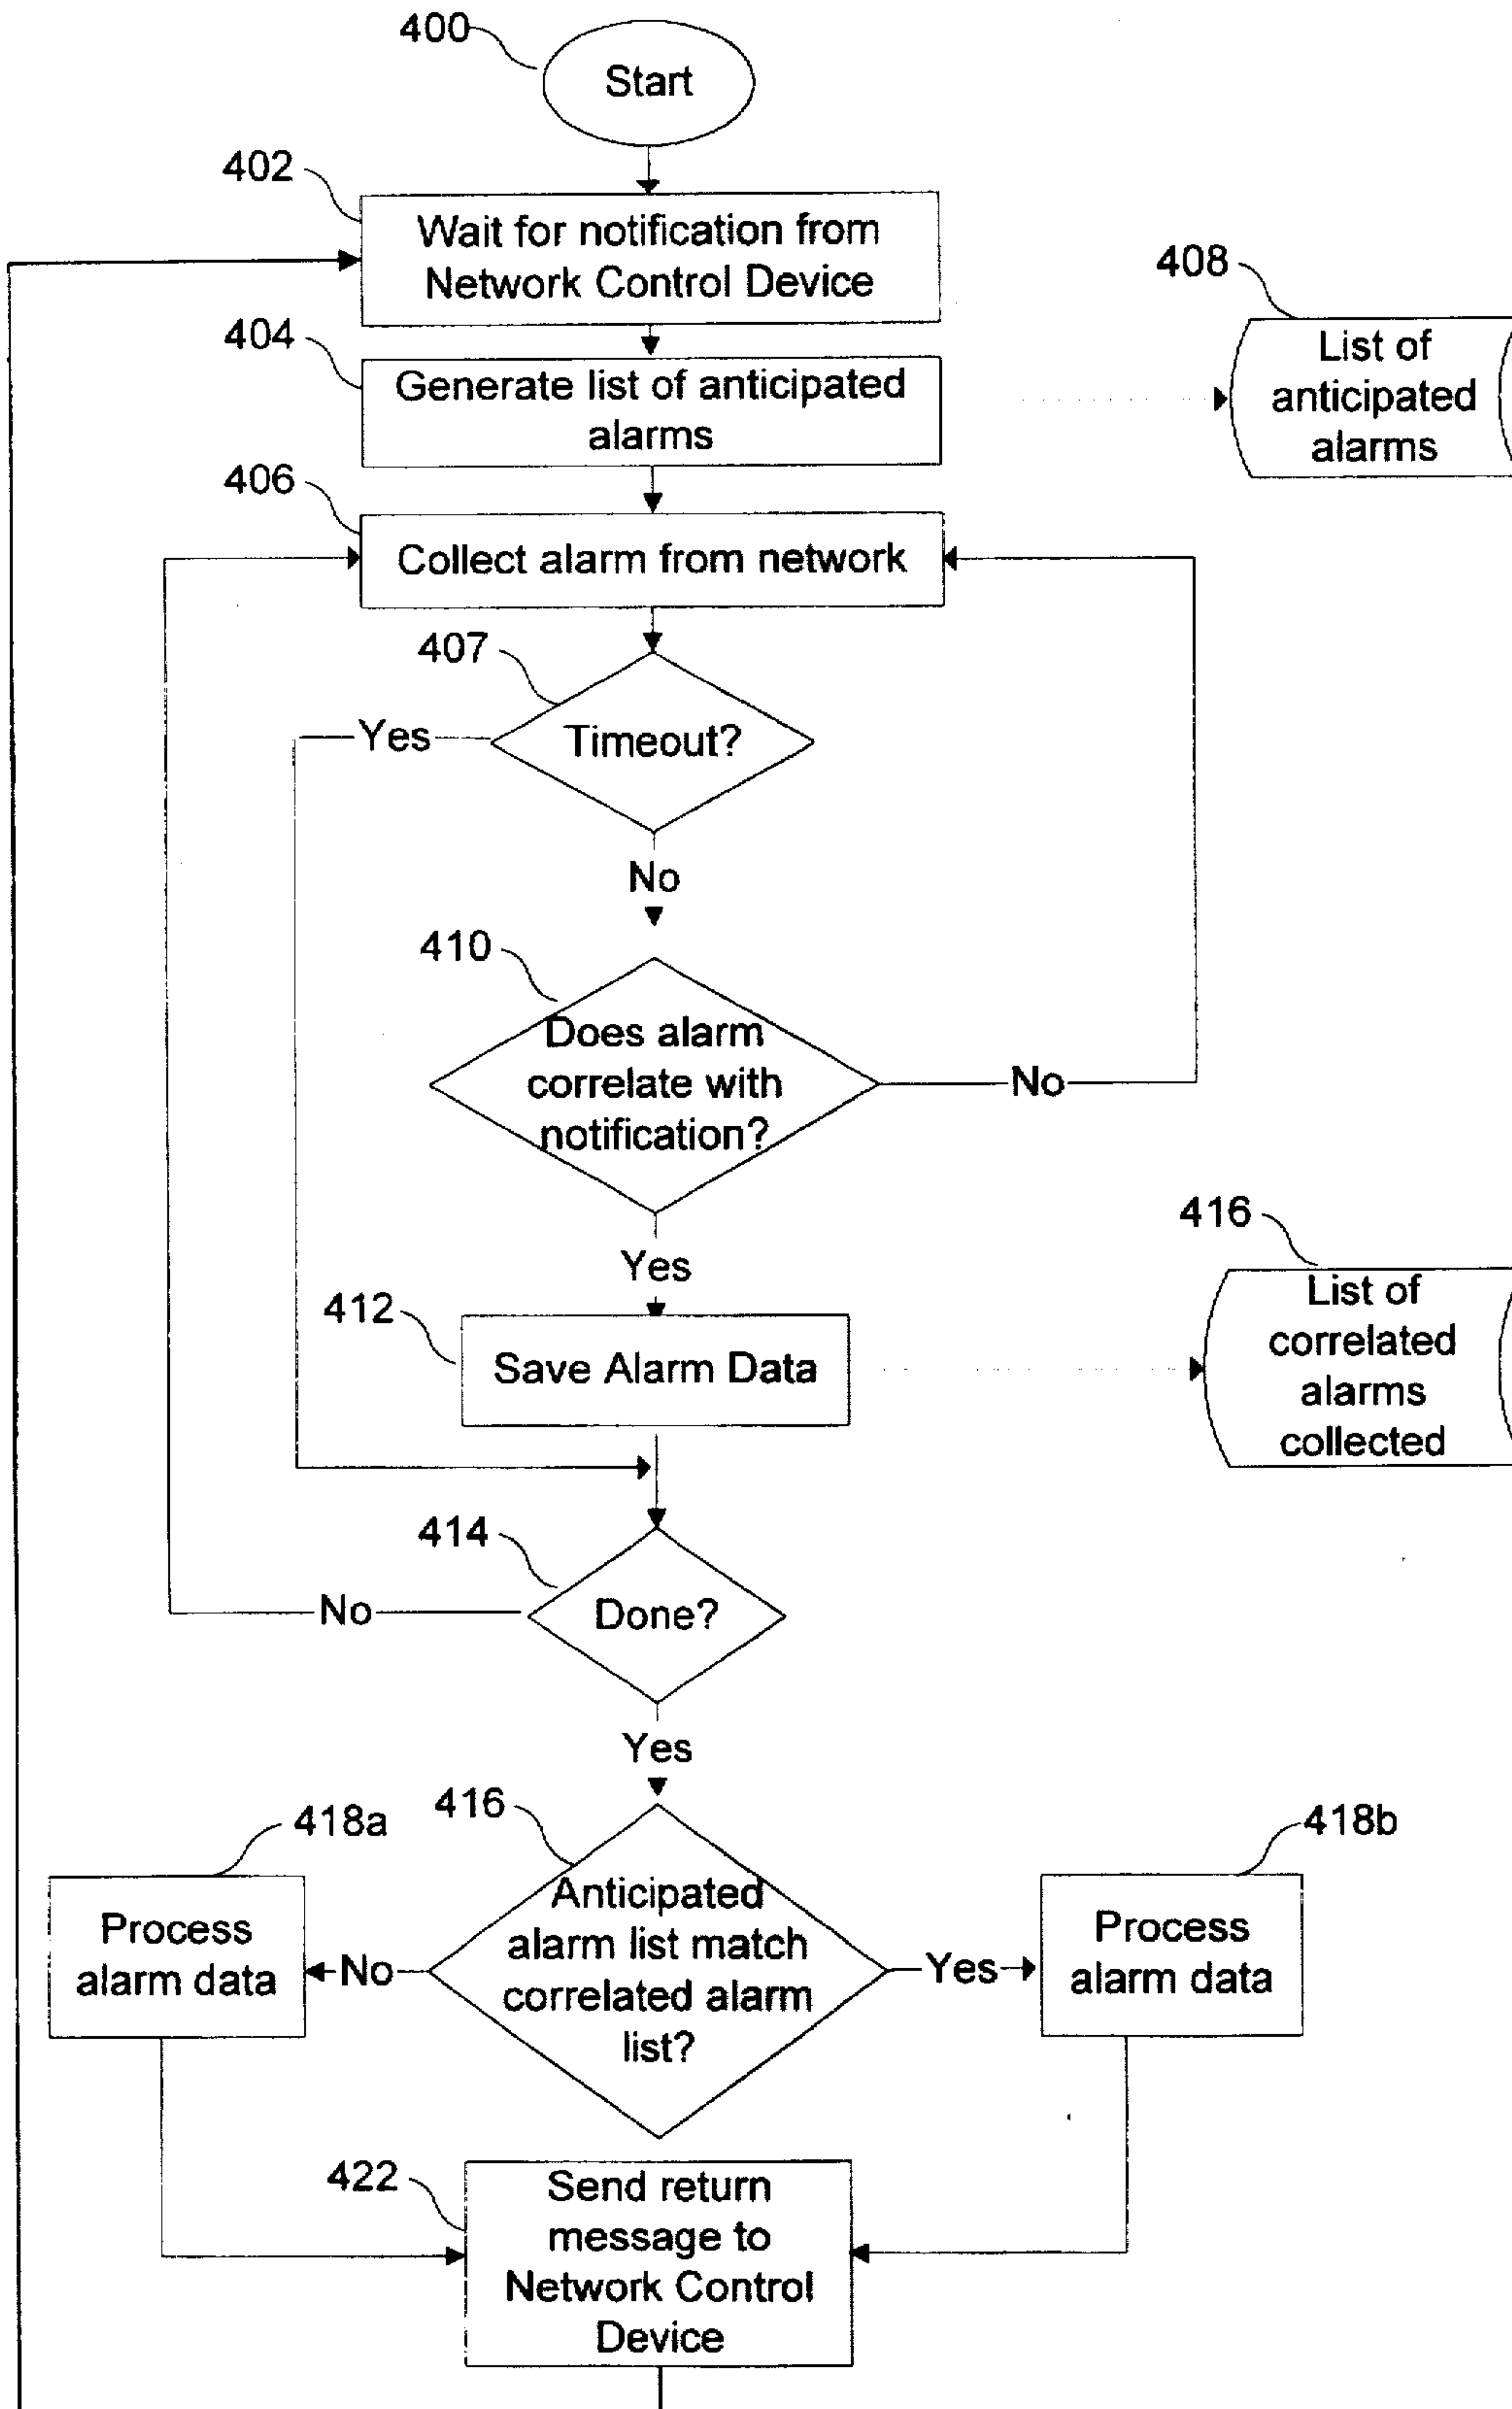 400
Start
402
Wait for notification from
Network Control Device
404
Generate list of anticipated
alarms
408
List of
anticipated
alarms
406
Collect alarm from network
407
Timeout?
Yes
No
410
Does alarm
correlate with
notification?
No
Yes
412
Save Alarm Data
416
List of
correlated
alarms
collected
414
Done?
No
Yes
416
Anticipated
alarm list match
correlated alarm
list?
No
Yes
418a
Process
alarm data
418b
Process
alarm data
422
Send return
message to
Network Control
Device